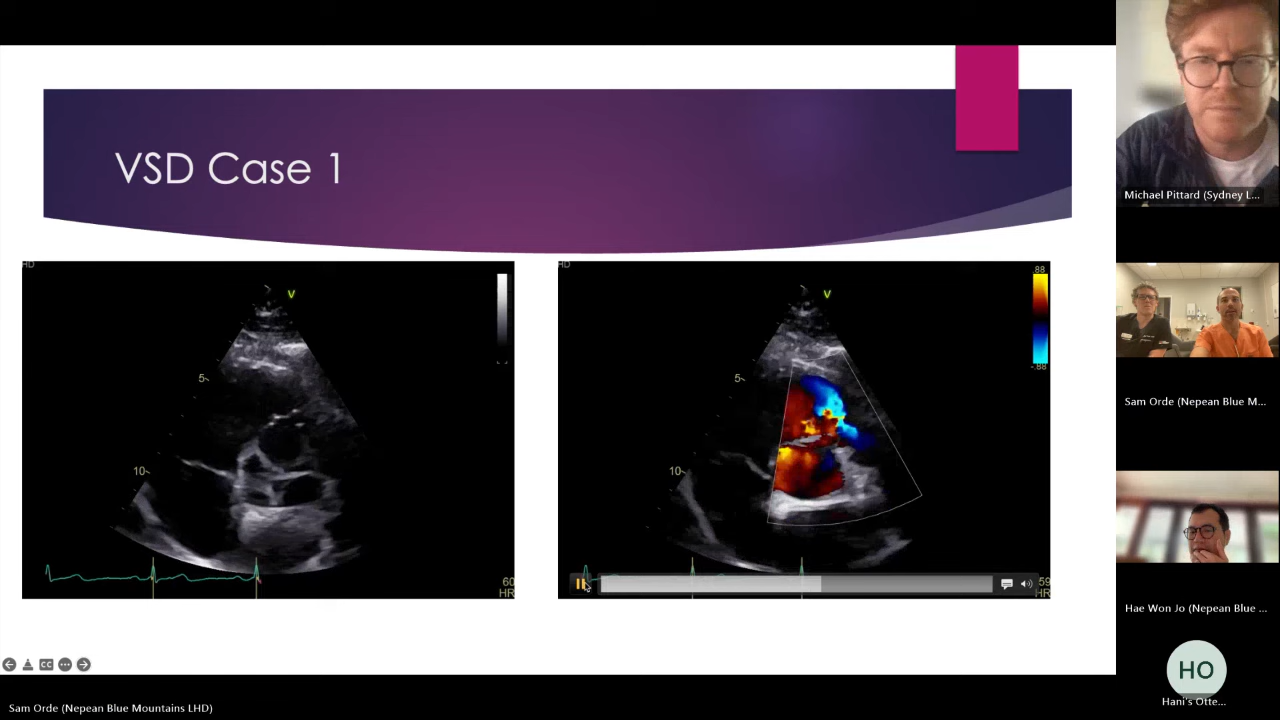 VSD Case 1
HD
V
5
10
60
HR
HD
V
.88
-.88
5
10
59
HR
CC
Michael Pittard (Sydney L...
Sam Orde (Nepean Blue M...
Hae Won Jo (Nepean Blue ...
HO
Hani's Otte...
Sam Orde (Nepean Blue Mountains LHD)